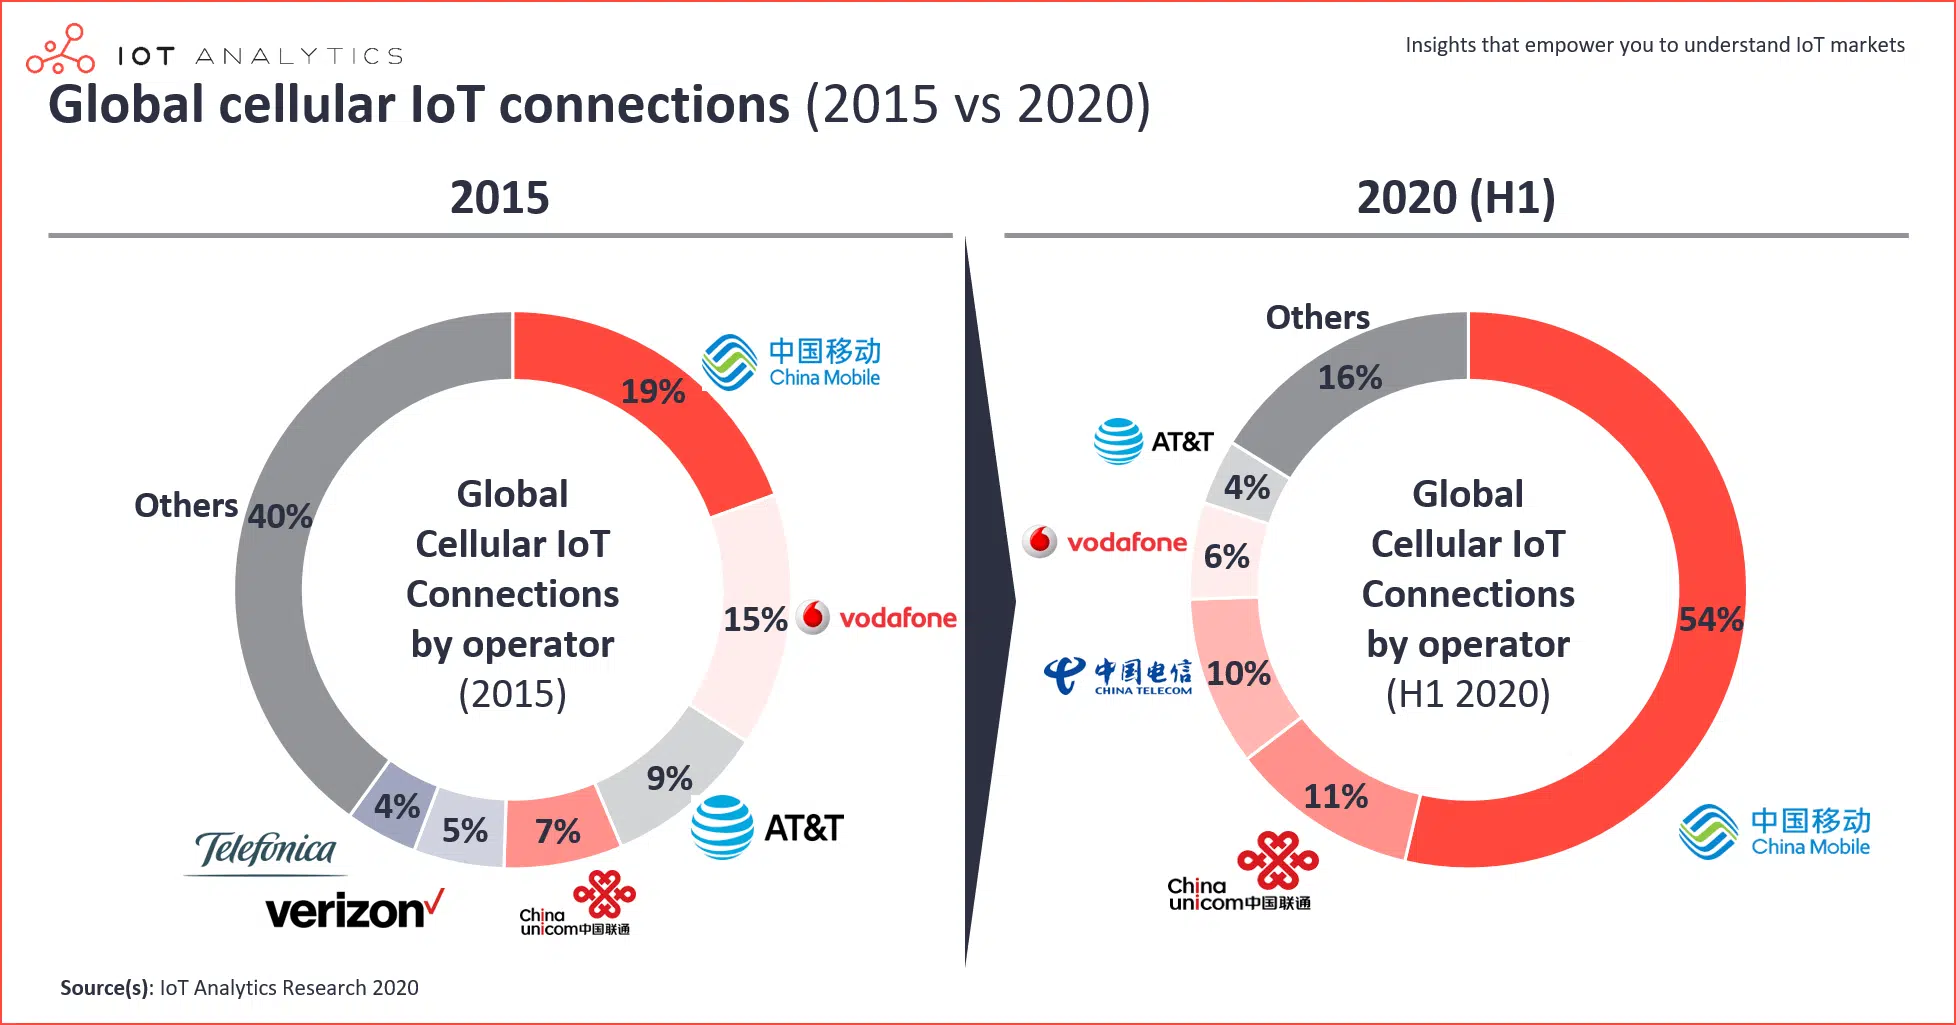 IOT ANALYTICS
Insights that empower you to understand IoT markets
Global cellular IoT connections (2015 vs 2020)
2015
19%
中国移动
China Mobile
15%
vodafone
9%
AT&T
7%
China
unicom中国联通
5%
verizon
4%
Telefónica
Others
40%
Global
Cellular IoT
Connections
by operator
(2015)
2020 (H1)
54%
中国移动
China Mobile
11%
China
unicom中国联通
10%
中国电信
CHINA TELECOM
6%
vodafone
4%
AT&T
Others
16%
Global
Cellular IoT
Connections
by operator
(H1 2020)
Source(s): IoT Analytics Research 2020